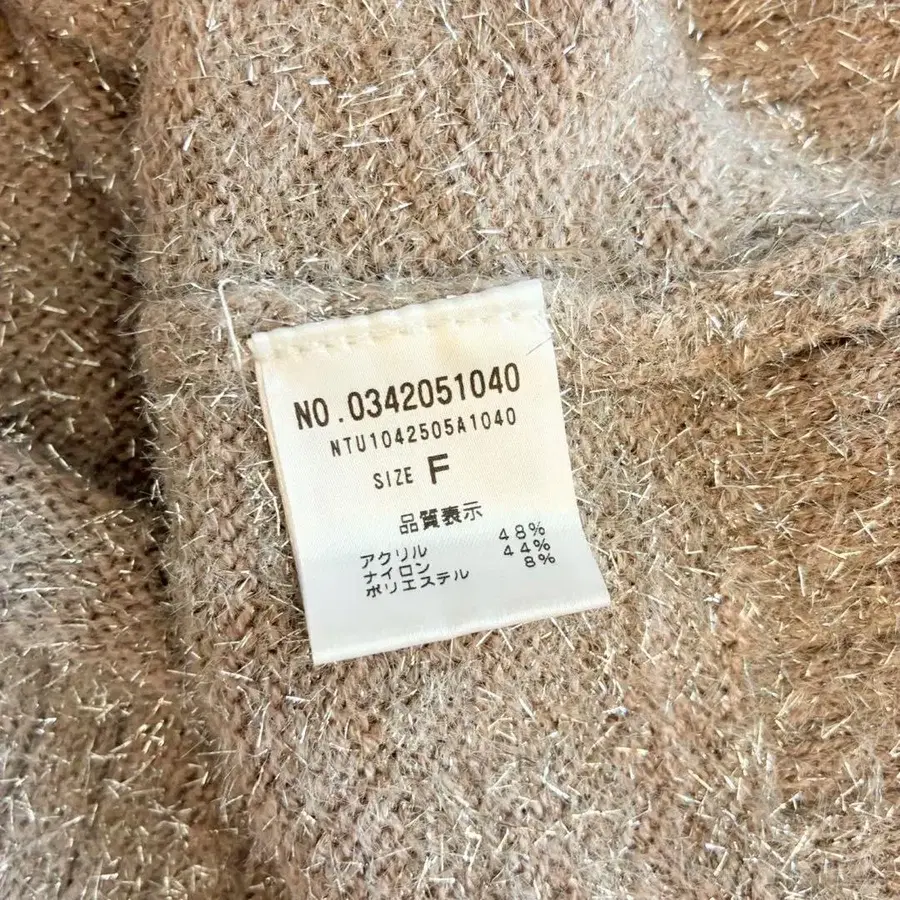 NO.0342051040
NTU1042505A1040
SIZE F
品質表示
アクリル 48%
ナイロン 44%
ポリエステル 8%